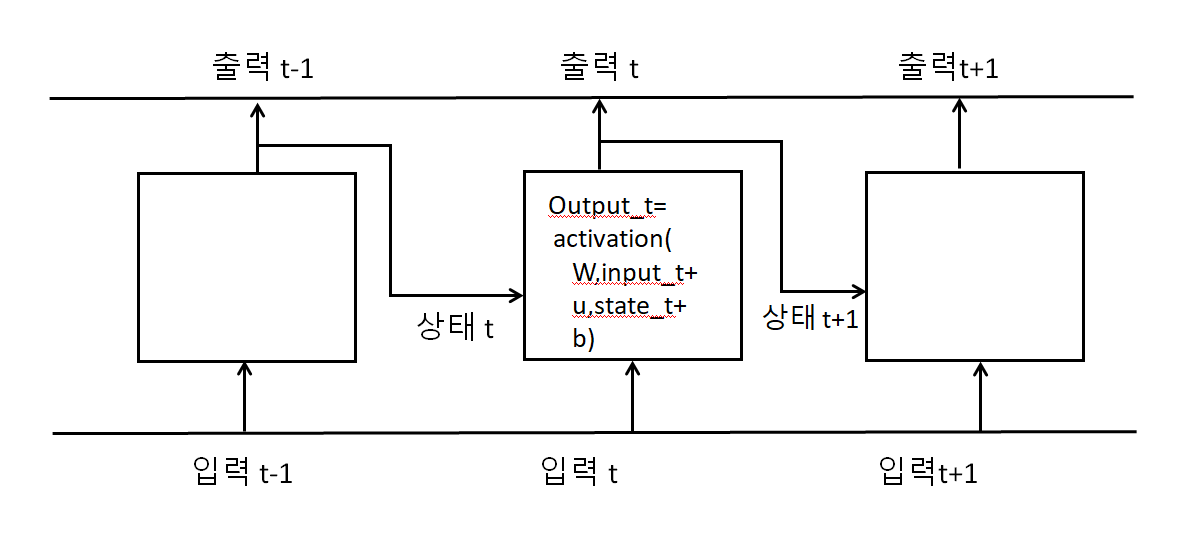 출력 t-1
출력 t
출력t+1
Output_t=
activation(
W,input_t+
u,state_t+
b)
상태 t
상태 t+1
입력 t-1
입력 t
입력t+1